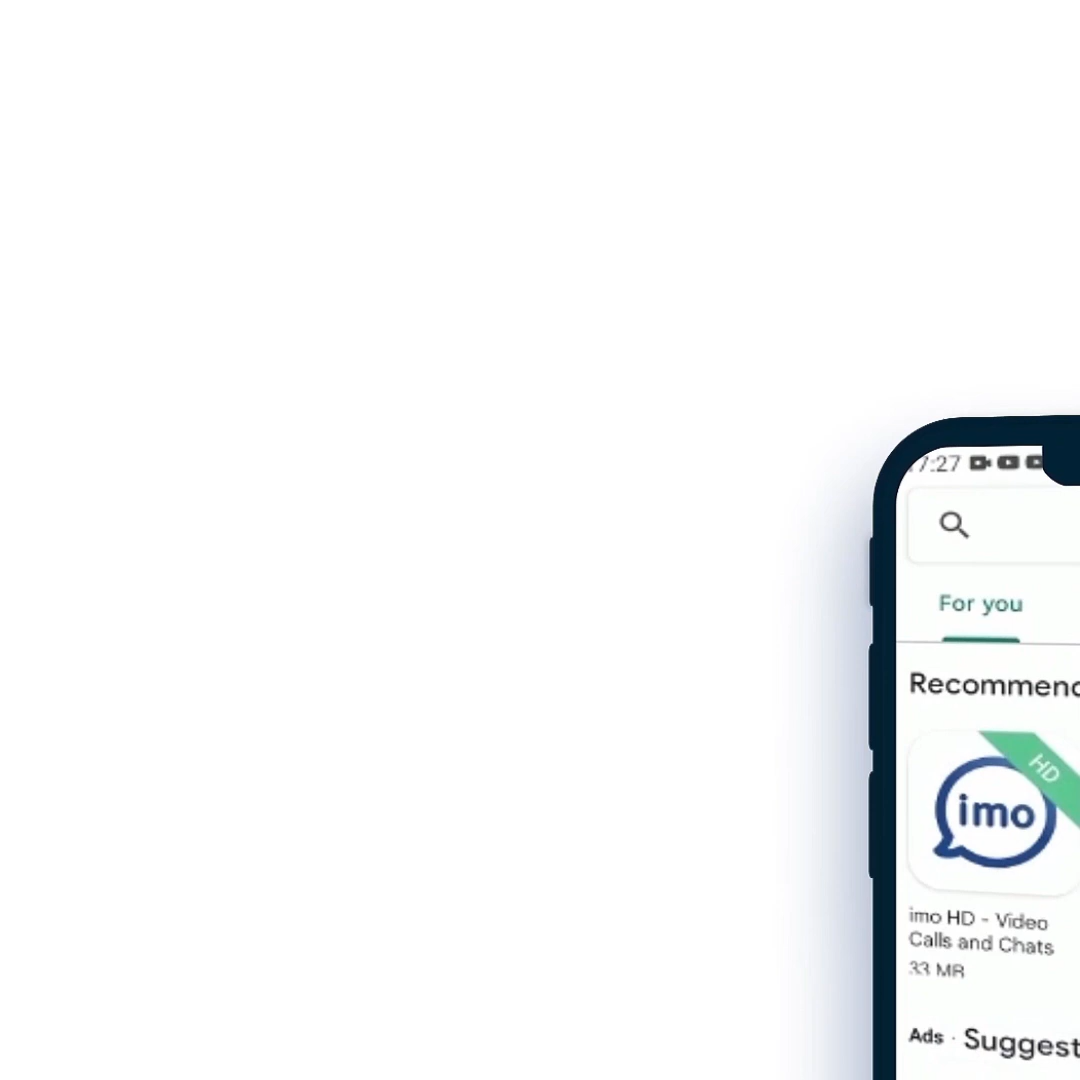 7:27
For you
Recommend
HD
imo
imo HD - Video
Calls and Chats
33 MB
Ads · Suggest